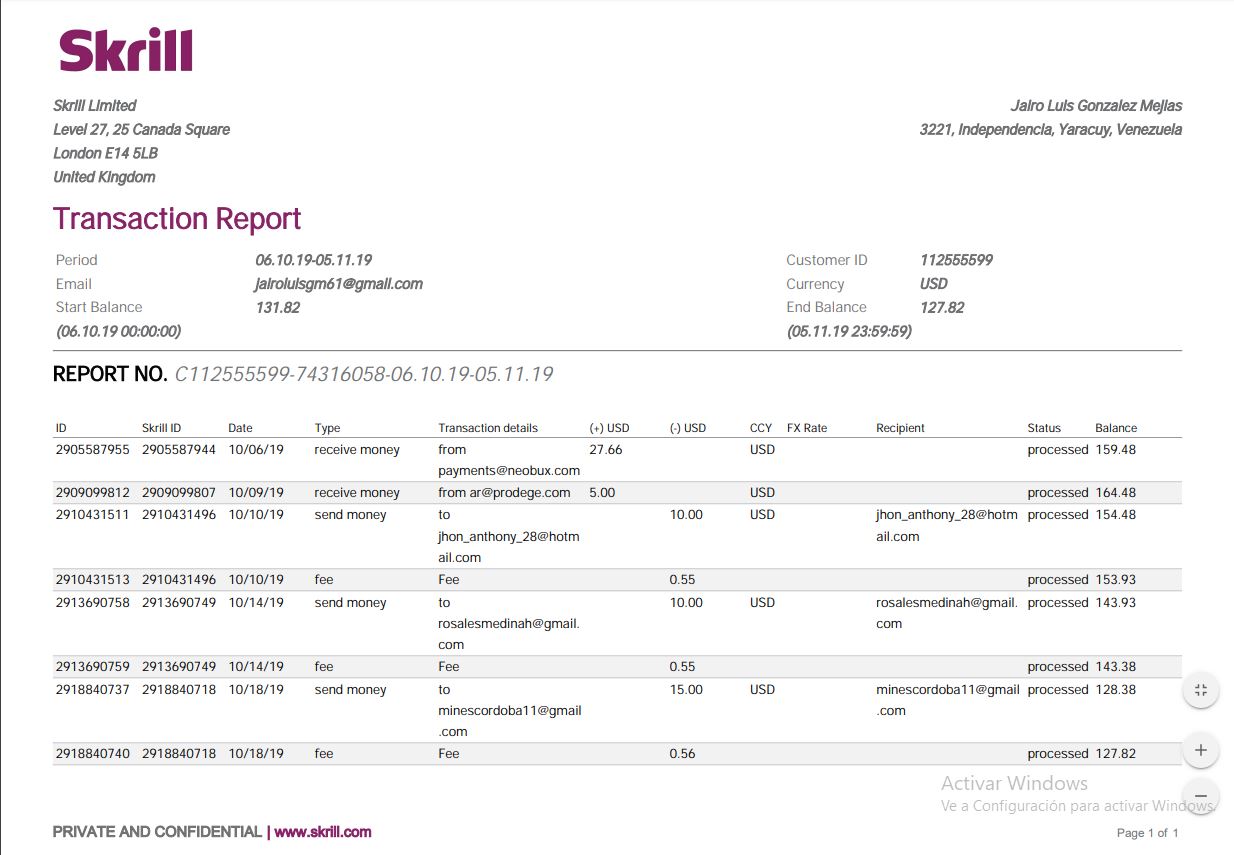 Skrill
Skrill Limited
Jairo Luis Gonzalez Mejias
Level 27, 25 Canada Square
3221, Independencia, Yaracuy, Venezuela
London E14 5LB
United Kingdom
Transaction Report
Period 06.10.19-05.11.19 Customer ID 112555599
Email jairoluisgm61@gmail.com Currency USD
Start Balance 131.82 End Balance 127.82
(06.10.19 00:00:00) (05.11.19 23:59:59)
REPORT NO. C112555599-74316058-06.10.19-05.11.19
ID Skrill ID Date Type Transaction details (+) USD (-) USD CCY FX Rate Recipient Status Balance
2905587955 2905587944 10/06/19 receive money from 27.66 USD processed 159.48
payments@neobux.com
2909099812 2909099807 10/09/19 receive money from ar@prodege.com 5.00 USD processed 164.48
2910431511 2910431496 10/10/19 send money to 10.00 USD jhon_anthony_28@hotm processed 154.48
jhon_anthony_28@hotm ail.com
ail.com
2910431513 2910431496 10/10/19 fee Fee 0.55 processed 153.93
2913690758 2913690749 10/14/19 send money to 10.00 USD rosalesmedinah@gmail. processed 143.93
rosalesmedinah@gmail. com
com
2913690759 2913690749 10/14/19 fee Fee 0.55 processed 143.38
2918840737 2918840718 10/18/19 send money to 15.00 USD minescordoba11@gmail processed 128.38
minescordoba11@gmail .com
.com
2918840740 2918840718 10/18/19 fee Fee 0.56 processed 127.82
Activar Windows
Ve a Configuración para activar Windows.
PRIVATE AND CONFIDENTIAL | www.skrill.com Page 1 of 1